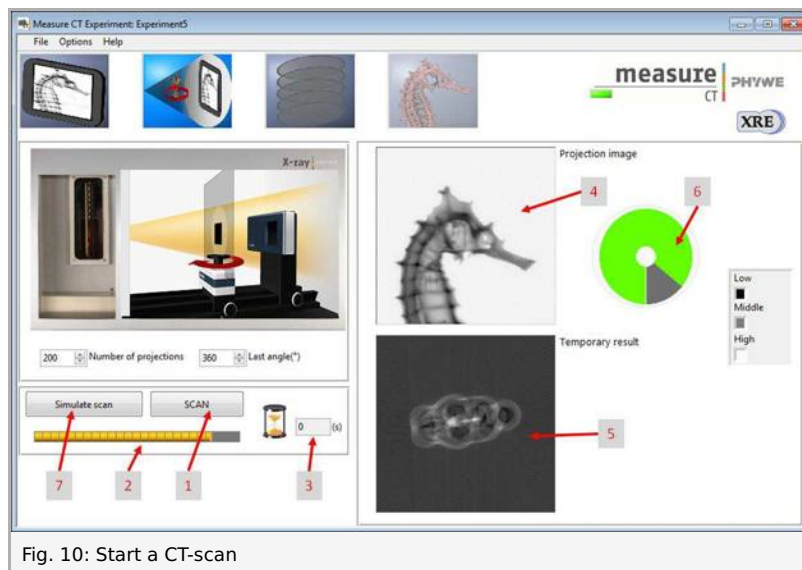 Measure CT Experiment: Experiment5
File Options Help
measure
CT
PHYWE
XRE
X-ray
Projection image
4
6
Low
Middle
High
200 Number of projections 360 Last angle(°)
Temporary result
Simulate scan SCAN
0 (s)
5
7 2 1 3
Fig. 10: Start a CT-scan